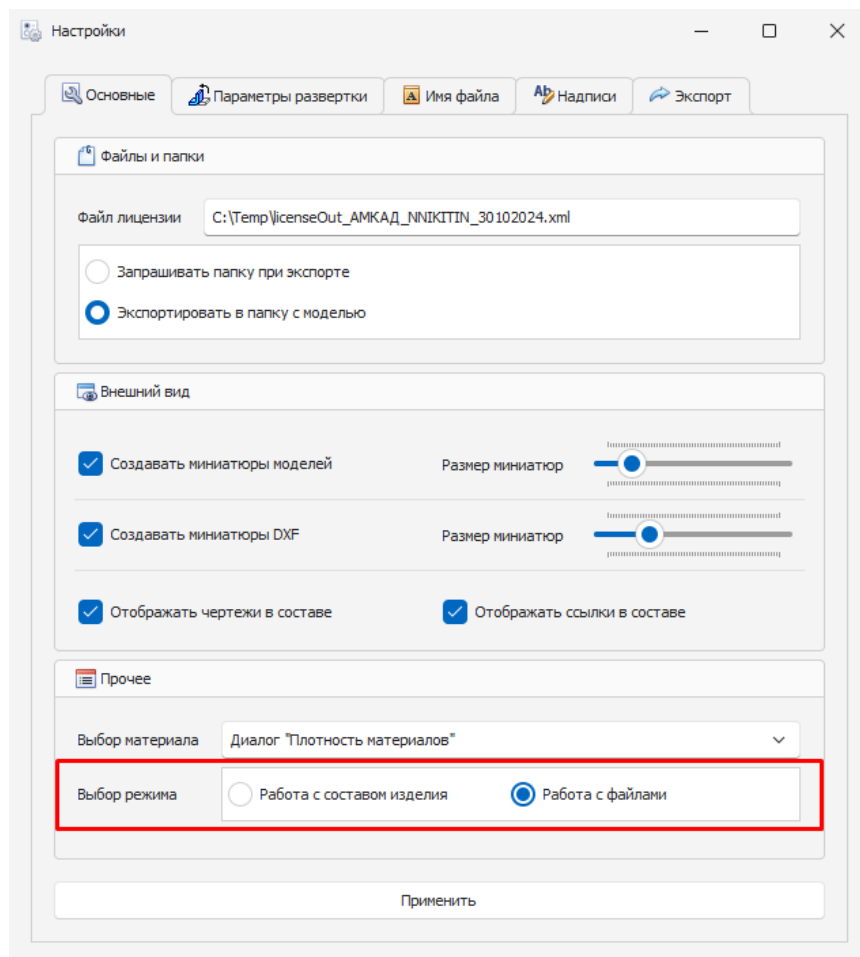 Настройки
Основные
Параметры развертки
Имя файла
Надписи
Экспорт
Файлы и папки
Файл лицензии
C:\Temp\licenseOut_АМКАД_NNIKITIN_30102024.xml
Запрашивать папку при экспорте
Экспортировать в папку с моделью
Внешний вид
Создавать миниатюры моделей
Размер миниатюр
Создавать миниатюры DXF
Размер миниатюр
Отображать чертежи в составе
Отображать ссылки в составе
Прочее
Выбор материала
Диалог "Плотность материалов"
Выбор режима
Работа с составом изделия
Работа с файлами
Применить